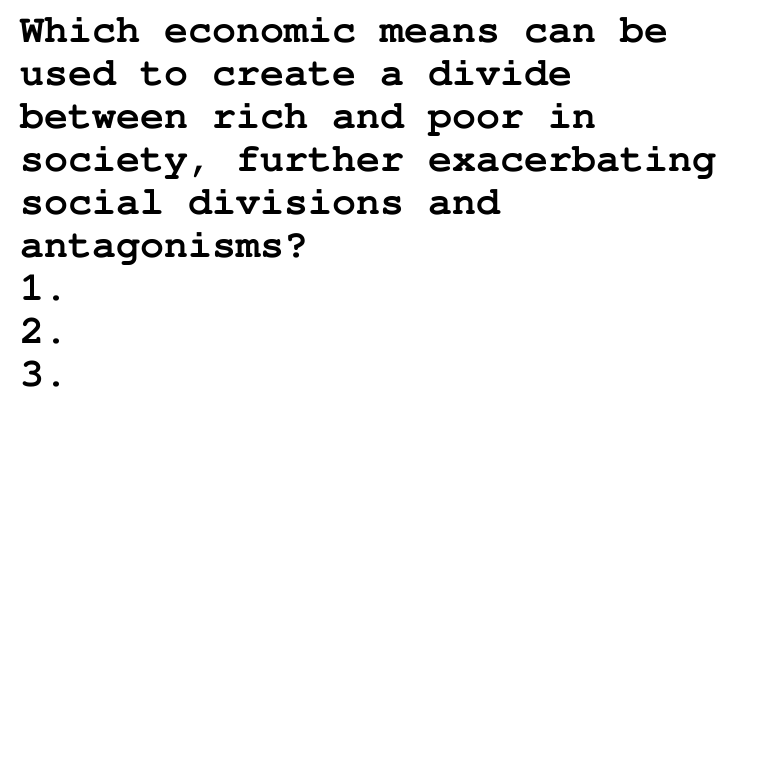 Which economic means can be
used to create a divide
between rich and poor in
society, further exacerbating
social divisions and
antagonisms?
1.
2.
3.